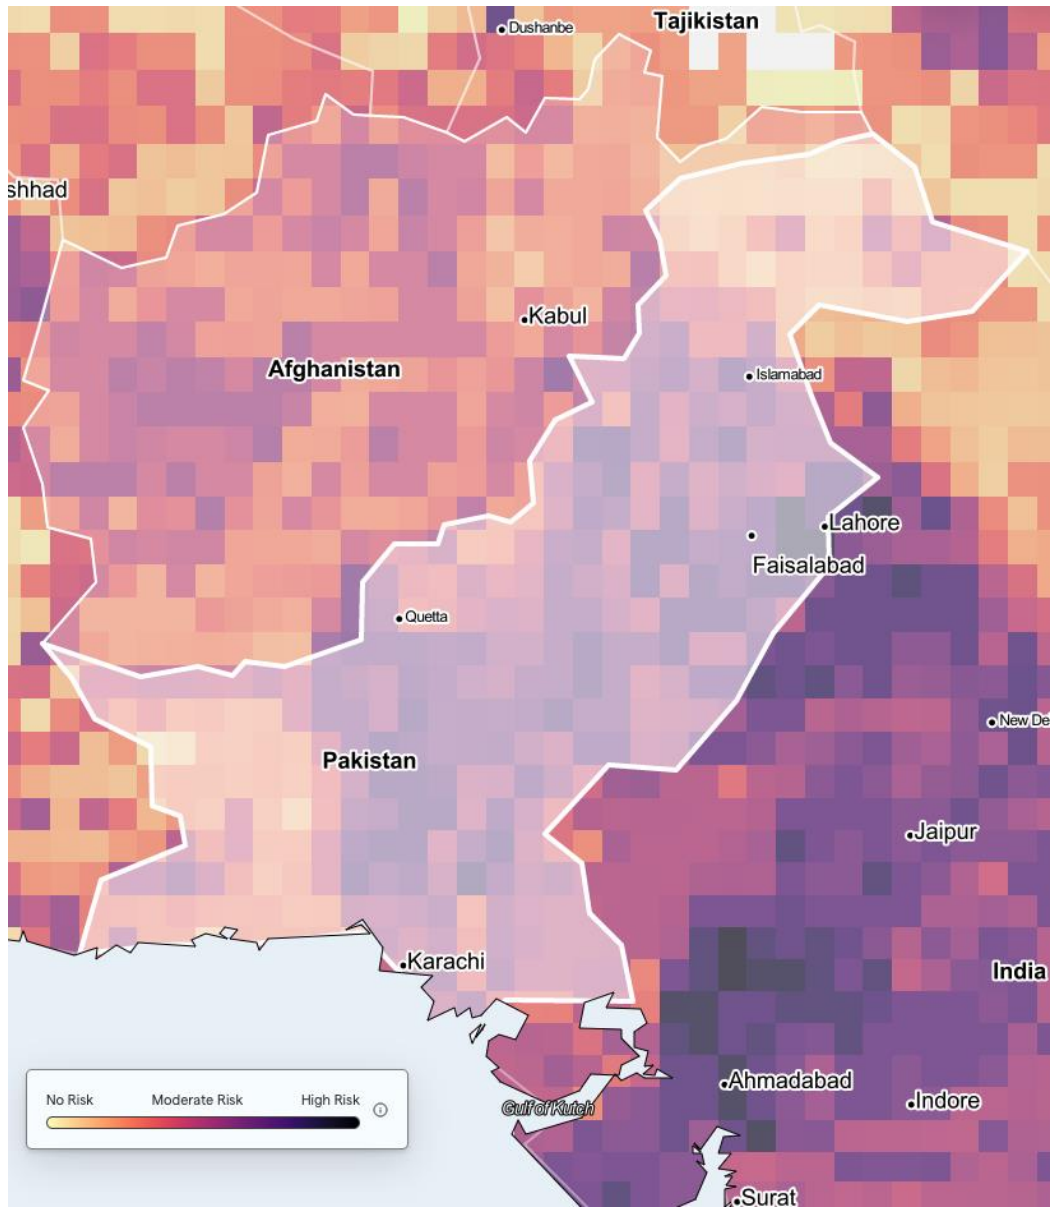 Tajikistan
Dushanbe
shhad
Kabul
Afghanistan
Islamabad
Lahore
Faisalabad
Quetta
New De
Pakistan
Jaipur
Karachi
India
Ahmadabad
Indore
Gulf of Kutch
No Risk Moderate Risk High Risk
Surat